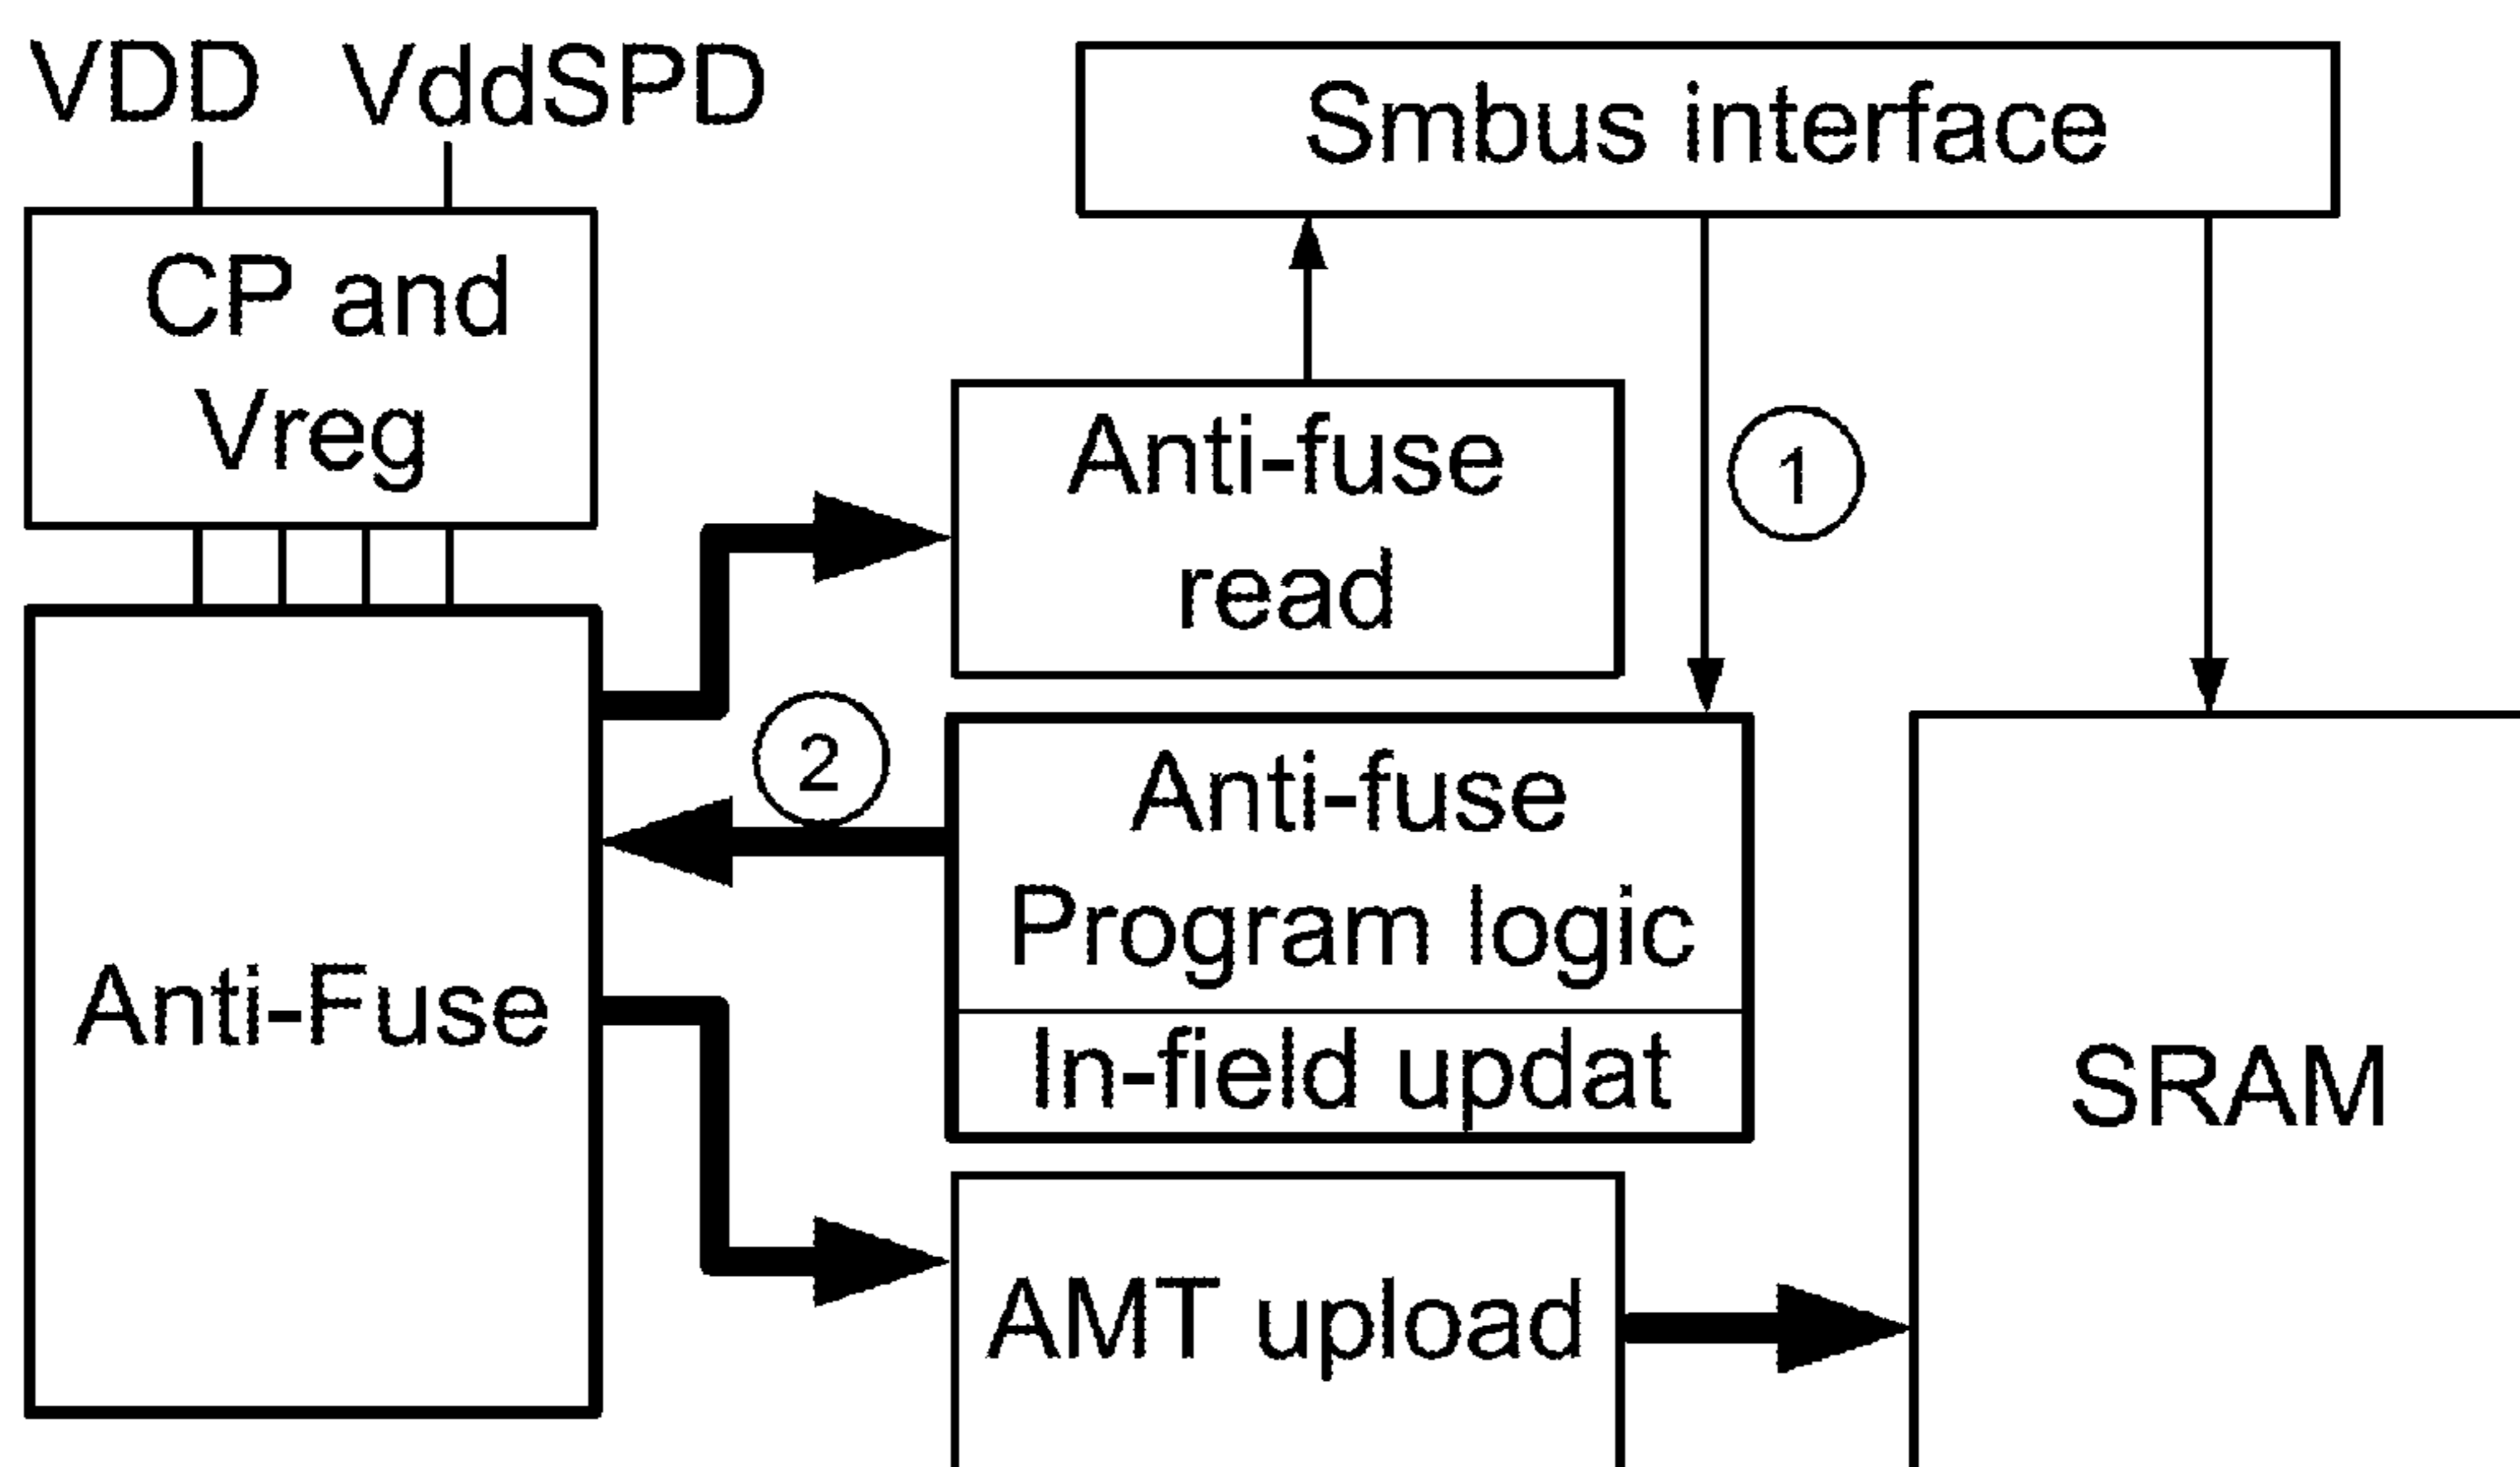 VDD VddSPD
Smbus interface
CP and
Vreg
Anti-fuse
read
1
2
Anti-fuse
Program logic
In-field updat
Anti-Fuse
SRAM
AMT upload